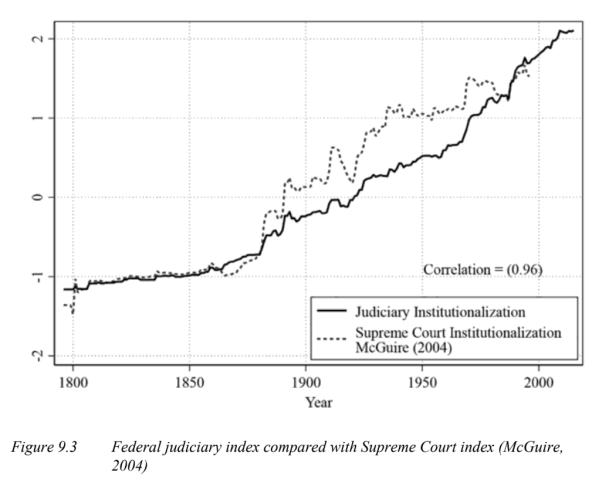 2
1
0
-1
-2
Correlation = (0.96)
Judiciary Institutionalization
Supreme Court Institutionalization
McGuire (2004)
1800 1850 1900 1950 2000
Year
Figure 9.3 Federal judiciary index compared with Supreme Court index (McGuire,
2004)